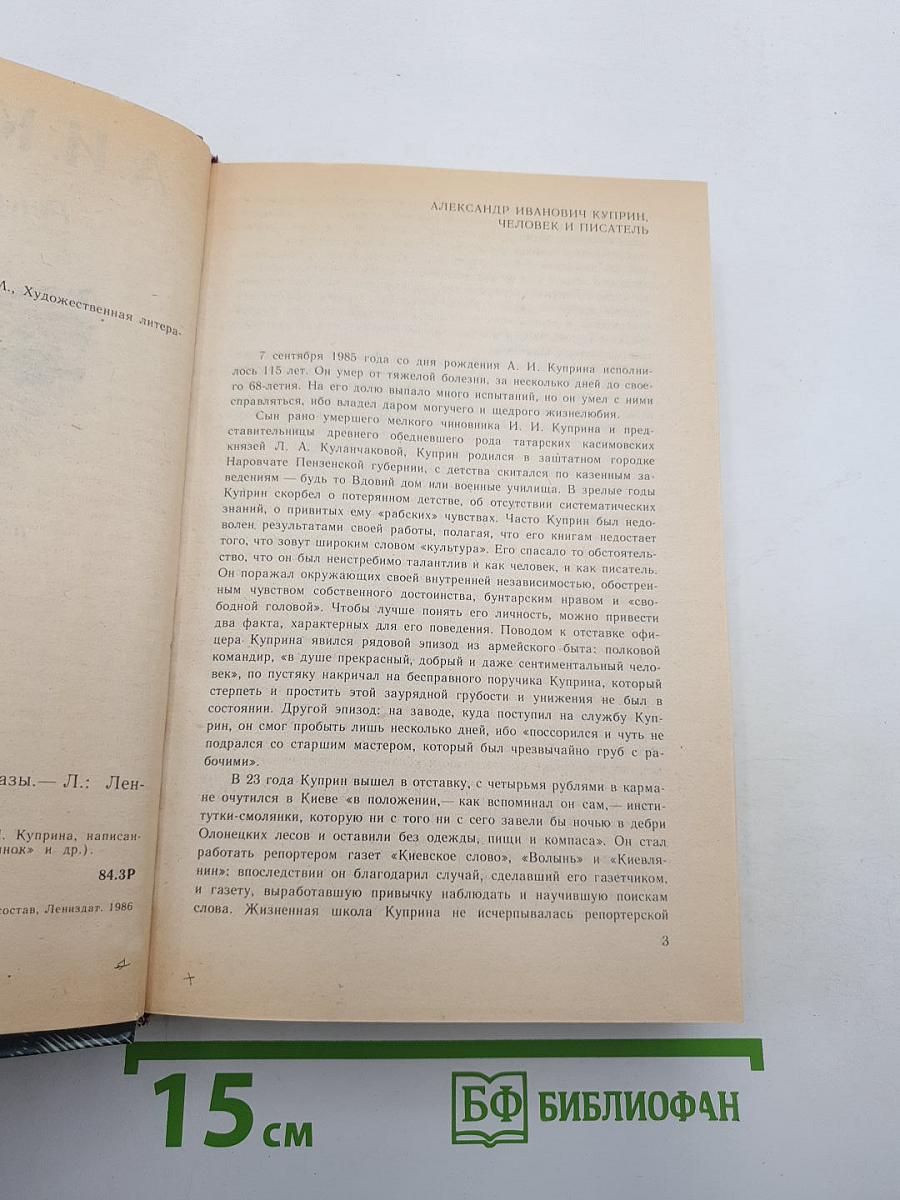 А. И. К
И., Художественная литера-
азы.— Л.: Лен-
. Куприна, написан-
инок» и др.).
84.3Р
состав, Лениздат. 1986
АЛЕКСАНДР ИВАНОВИЧ КУПРИН,
ЧЕЛОВЕК И ПИСАТЕЛЬ
7 сентября 1985 года со дня рождения А. И. Куприна исполни-
лось 115 лет. Он умер от тяжелой болезни, за несколько дней до свое-
го 68-летия. На его долю выпало много испытаний, но он умел с ними
справляться, ибо владел даром могучего и щедрого жизнелюбия.
Сын рано умершего мелкого чиновника И. И. Куприна и пред-
ставительницы древнего обедневшего рода татарских касимовских
князей Л. А. Куланчаковой, Куприн родился в заштатном городке
Наровчате Пензенской губернии, с детства скитался по казенным за-
ведениям — будь то Вдовий дом или военные училища. В зрелые годы
Куприн скорбел о потерянном детстве, об отсутствии систематических
знаний, о привитых ему «рабских» чувствах. Часто Куприн был недо-
волен результатами своей работы, полагая, что его книгам недостает
того, что зовут широким словом «культура». Его спасало то обстоятель-
ство, что он был неистребимо талантлив и как человек, и как писатель.
Он поражал окружающих своей внутренней независимостью, обострен-
ным чувством собственного достоинства, бунтарским нравом и «сво-
бодной головой». Чтобы лучше понять его личность, можно привести
два факта, характерных для его поведения. Поводом к отставке офи-
цера Куприна явился рядовой эпизод из армейского быта: полковой
командир, «в душе прекрасный, добрый и даже сентиментальный чело-
век», по пустяку накричал на бесправного поручика Куприна, который
стерпеть и простить этой заурядной грубости и унижения не был в
состоянии. Другой эпизод: на заводе, куда поступил на службу Куп-
рин, он смог пробыть лишь несколько дней, ибо «поссорился и чуть не
подрался со старшим мастером, который был чрезвычайно груб с ра-
бочими».
В 23 года Куприн вышел в отставку, с четырьмя рублями в карма-
не очутился в Киеве «в положении,— как вспоминал он сам,— инсти-
тутки-смолянки, которую ни с того ни с сего завели бы ночью в дебри
Олонецких лесов и оставили без одежды, пищи и компаса». Он стал
работать репортером газет «Киевское слово», «Волынь» и «Киевля-
нин»: впоследствии он благодарил случай, сделавший его газетчиком,
и газету, выработавшую привычку наблюдать и научившую поискам
слова. Жизненная школа Куприна не исчерпывалась репортерской
3
15 см
БФ БИБЛИОФАН